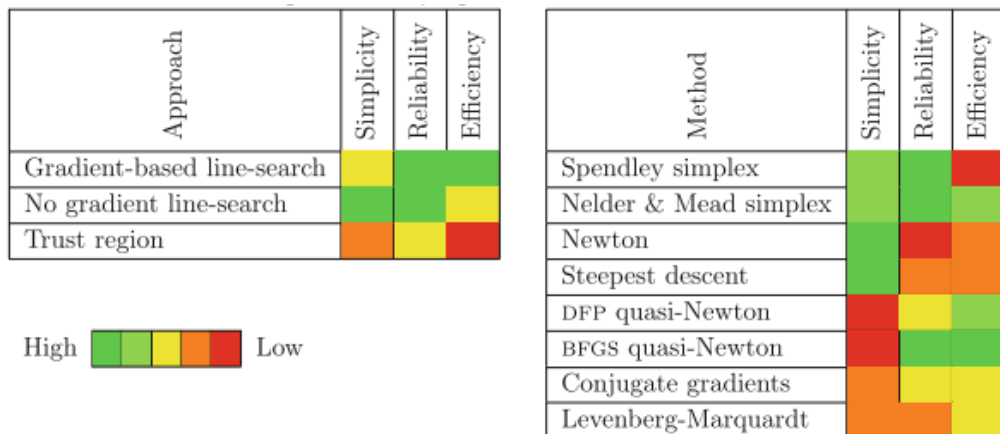 Approach
Simplicity
Reliability
Efficiency
Gradient-based line-search
No gradient line-search
Trust region
High
Low
Method
Simplicity
Reliability
Efficiency
Spendley simplex
Nelder & Mead simplex
Newton
Steepest descent
DFP quasi-Newton
BFGS quasi-Newton
Conjugate gradients
Levenberg-Marquardt